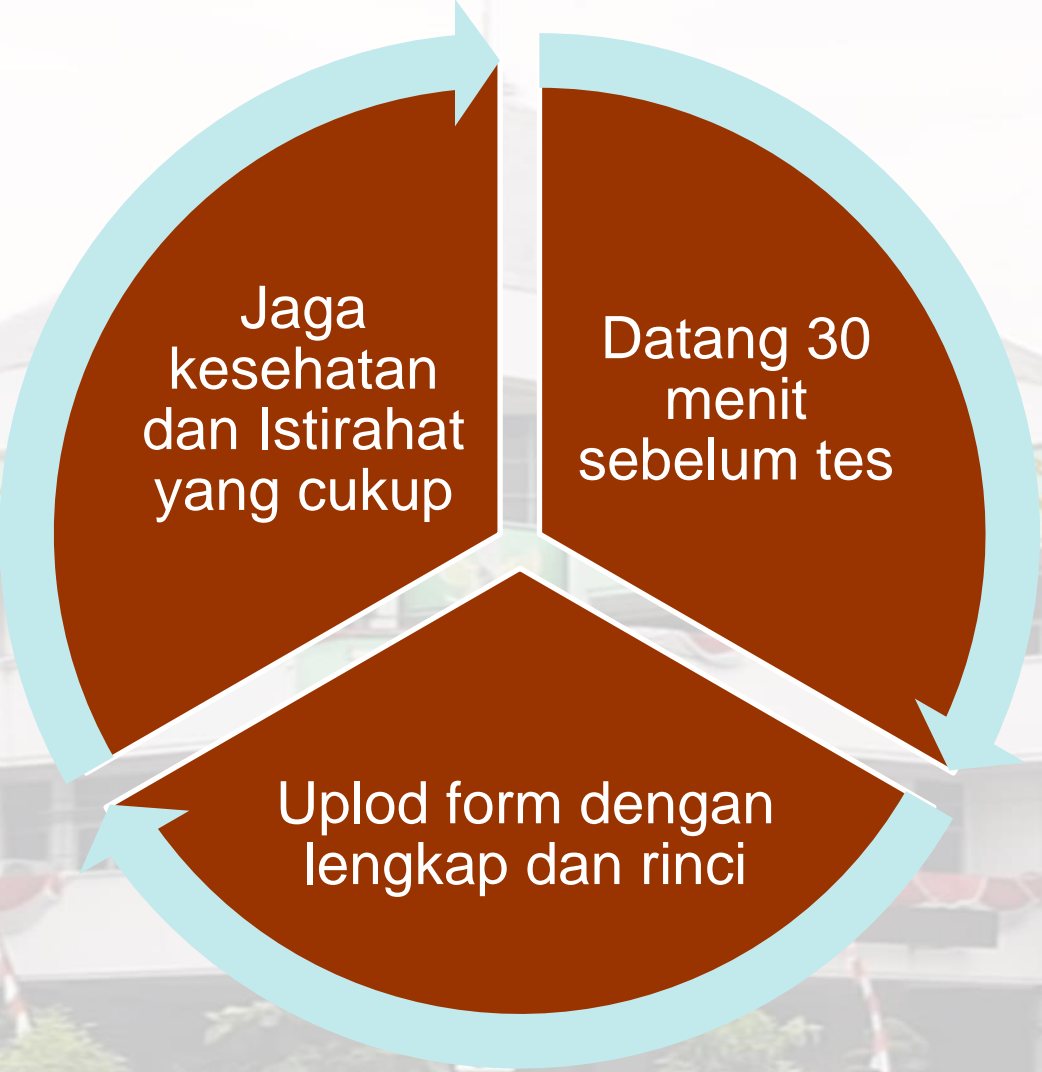 Jaga
kesehatan
dan Istirahat
yang cukup
Datang 30
menit
sebelum tes
Uplod form dengan
lengkap dan rinci